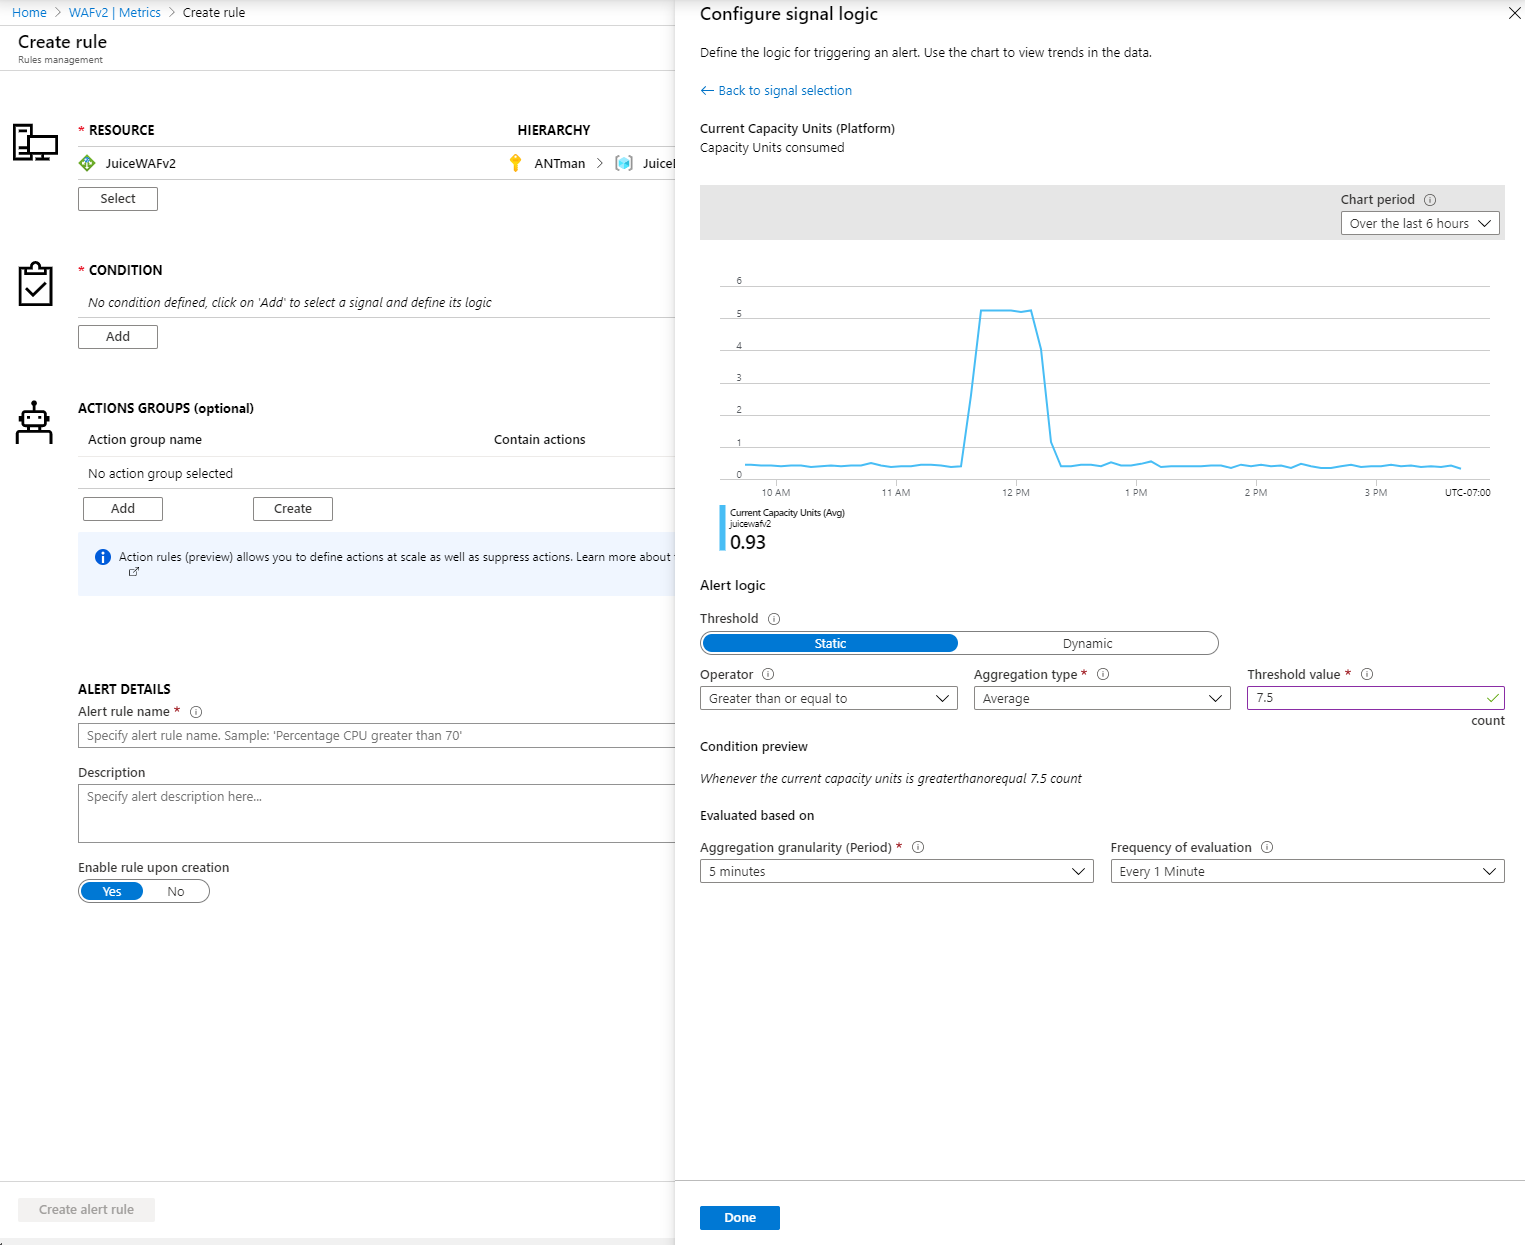 Home > WAFv2 | Metrics > Create rule
Create rule
Rules management
* RESOURCE
HIERARCHY
JuiceWAFv2
ANTman >
Select
* CONDITION
No condition defined, click on 'Add' to select a signal and define its logic
Add
ACTIONS GROUPS (optional)
Action group name
Contain actions
No action group selected
Add
Create
Action rules (preview) allows you to define actions at scale as well as suppress actions. Learn more about
ALERT DETAILS
Alert rule name *
Specify alert rule name. Sample: 'Percentage CPU greater than 70'
Description
Specify alert description here...
Enable rule upon creation
Yes
No
Create alert rule
Configure signal logic
Define the logic for triggering an alert. Use the chart to view trends in the data.
← Back to signal selection
Current Capacity Units (Platform)
Capacity Units consumed
Chart period
Over the last 6 hours
6
5
4
3
2
1
0
10 AM 11 AM 12 PM 1 PM 2 PM 3 PM UTC-07:00
Current Capacity Units (Avg)
juicewafv2
0.93
Alert logic
Threshold
Static
Dynamic
Operator
Aggregation type *
Threshold value *
Greater than or equal to
Average
7.5
count
Condition preview
Whenever the current capacity units is greaterthanorequal 7.5 count
Evaluated based on
Aggregation granularity (Period) *
Frequency of evaluation
5 minutes
Every 1 Minute
Done